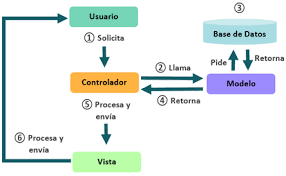 Usuario
① Solicita
③
Base de Datos
Pide
Retorna
② Llama
Controlador
Modelo
④ Retorna
⑤ Procesa y
envía
⑥ Procesa y
envía
Vista